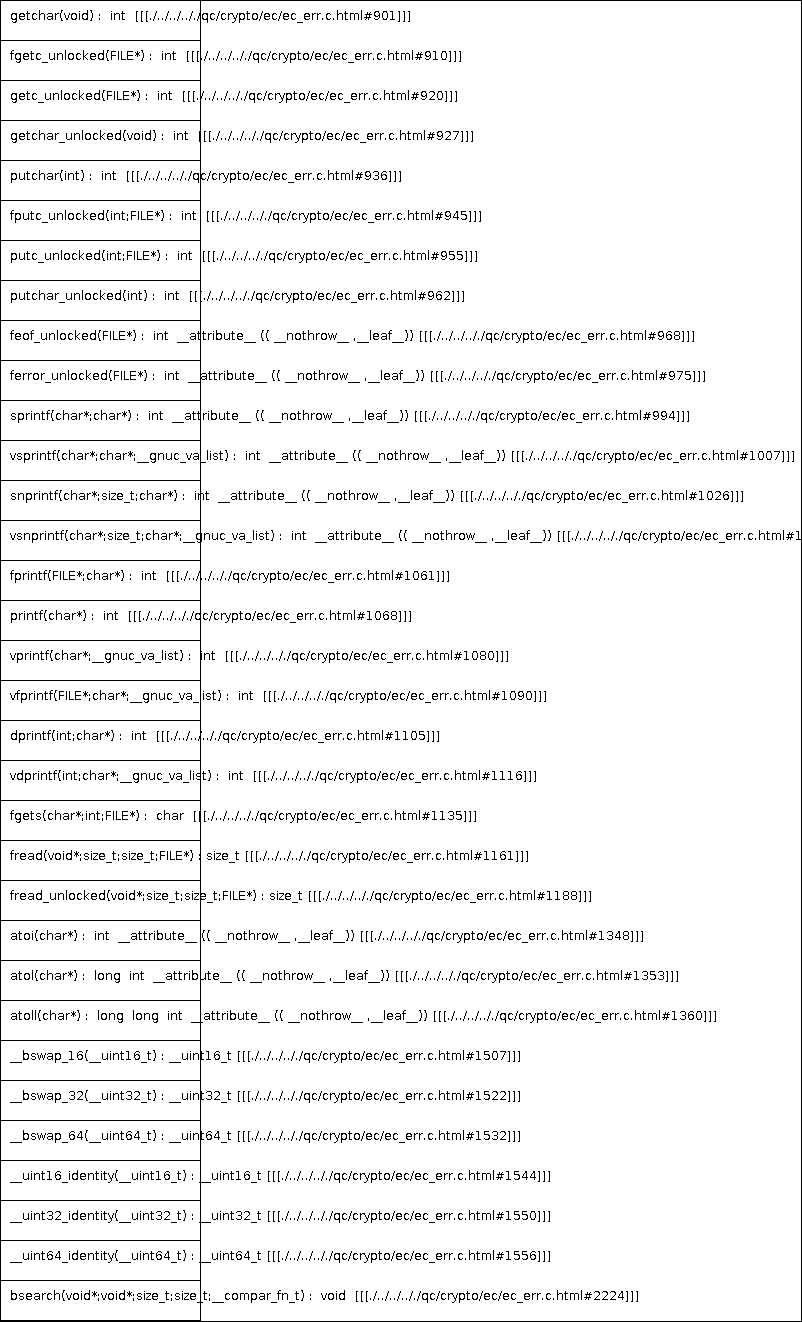 getchar(void) :  int  [[[./../../../qc/crypto/ec/ec_err.c.html#901]]]
fgetc_unlocked(FILE*) :  int  [[[./../../../qc/crypto/ec/ec_err.c.html#910]]]
getc_unlocked(FILE*) :  int  [[[./../../../qc/crypto/ec/ec_err.c.html#920]]]
getchar_unlocked(void) :  int  [[[./../../../qc/crypto/ec/ec_err.c.html#927]]]
putchar(int) :  int  [[[./../../../qc/crypto/ec/ec_err.c.html#936]]]
fputc_unlocked(int;FILE*) :  int  [[[./../../../qc/crypto/ec/ec_err.c.html#945]]]
putc_unlocked(int;FILE*) :  int  [[[./../../../qc/crypto/ec/ec_err.c.html#955]]]
putchar_unlocked(int) :  int  [[[./../../../qc/crypto/ec/ec_err.c.html#962]]]
feof_unlocked(FILE*) :  int  __attribute__ (( __nothrow__ ,__leaf__)) [[[./../../../qc/crypto/ec/ec_err.c.html#968]]]
ferror_unlocked(FILE*) :  int  __attribute__ (( __nothrow__ ,__leaf__)) [[[./../../../qc/crypto/ec/ec_err.c.html#975]]]
sprintf(char*;char*) :  int  __attribute__ (( __nothrow__ ,__leaf__)) [[[./../../../qc/crypto/ec/ec_err.c.html#994]]]
vsprintf(char*;char*;__gnuc_va_list) :  int  __attribute__ (( __nothrow__ ,__leaf__)) [[[./../../../qc/crypto/ec/ec_err.c.html#1007]]]
snprintf(char*;size_t;char*) :  int  __attribute__ (( __nothrow__ ,__leaf__)) [[[./../../../qc/crypto/ec/ec_err.c.html#1026]]]
vsnprintf(char*;size_t;char*;__gnuc_va_list) :  int  __attribute__ (( __nothrow__ ,__leaf__)) [[[./../../../qc/crypto/ec/ec_err.c.html#1
fprintf(FILE*;char*) :  int  [[[./../../../qc/crypto/ec/ec_err.c.html#1061]]]
printf(char*) :  int  [[[./../../../qc/crypto/ec/ec_err.c.html#1068]]]
vprintf(char*;__gnuc_va_list) :  int  [[[./../../../qc/crypto/ec/ec_err.c.html#1080]]]
vfprintf(FILE*;char*;__gnuc_va_list) :  int  [[[./../../../qc/crypto/ec/ec_err.c.html#1090]]]
dprintf(int;char*) :  int  [[[./../../../qc/crypto/ec/ec_err.c.html#1105]]]
vdprintf(int;char*;__gnuc_va_list) :  int  [[[./../../../qc/crypto/ec/ec_err.c.html#1116]]]
fgets(char*;int;FILE*) :  char  [[[./../../../qc/crypto/ec/ec_err.c.html#1135]]]
fread(void*;size_t;size_t;FILE*) : size_t [[[./../../../qc/crypto/ec/ec_err.c.html#1161]]]
fread_unlocked(void*;size_t;size_t;FILE*) : size_t [[[./../../../qc/crypto/ec/ec_err.c.html#1188]]]
atoi(char*) :  int  __attribute__ (( __nothrow__ ,__leaf__)) [[[./../../../qc/crypto/ec/ec_err.c.html#1348]]]
atol(char*) :  long  int  __attribute__ (( __nothrow__ ,__leaf__)) [[[./../../../qc/crypto/ec/ec_err.c.html#1353]]]
atoll(char*) :  long  long  int  __attribute__ (( __nothrow__ ,__leaf__)) [[[./../../../qc/crypto/ec/ec_err.c.html#1360]]]
__bswap_16(__uint16_t) : __uint16_t [[[./../../../qc/crypto/ec/ec_err.c.html#1507]]]
__bswap_32(__uint32_t) : __uint32_t [[[./../../../qc/crypto/ec/ec_err.c.html#1522]]]
__bswap_64(__uint64_t) : __uint64_t [[[./../../../qc/crypto/ec/ec_err.c.html#1532]]]
__uint16_identity(__uint16_t) : __uint16_t [[[./../../../qc/crypto/ec/ec_err.c.html#1544]]]
__uint32_identity(__uint32_t) : __uint32_t [[[./../../../qc/crypto/ec/ec_err.c.html#1550]]]
__uint64_identity(__uint64_t) : __uint64_t [[[./../../../qc/crypto/ec/ec_err.c.html#1556]]]
bsearch(void*;void*;size_t;size_t;__compar_fn_t) :  void  [[[./../../../qc/crypto/ec/ec_err.c.html#2224]]]